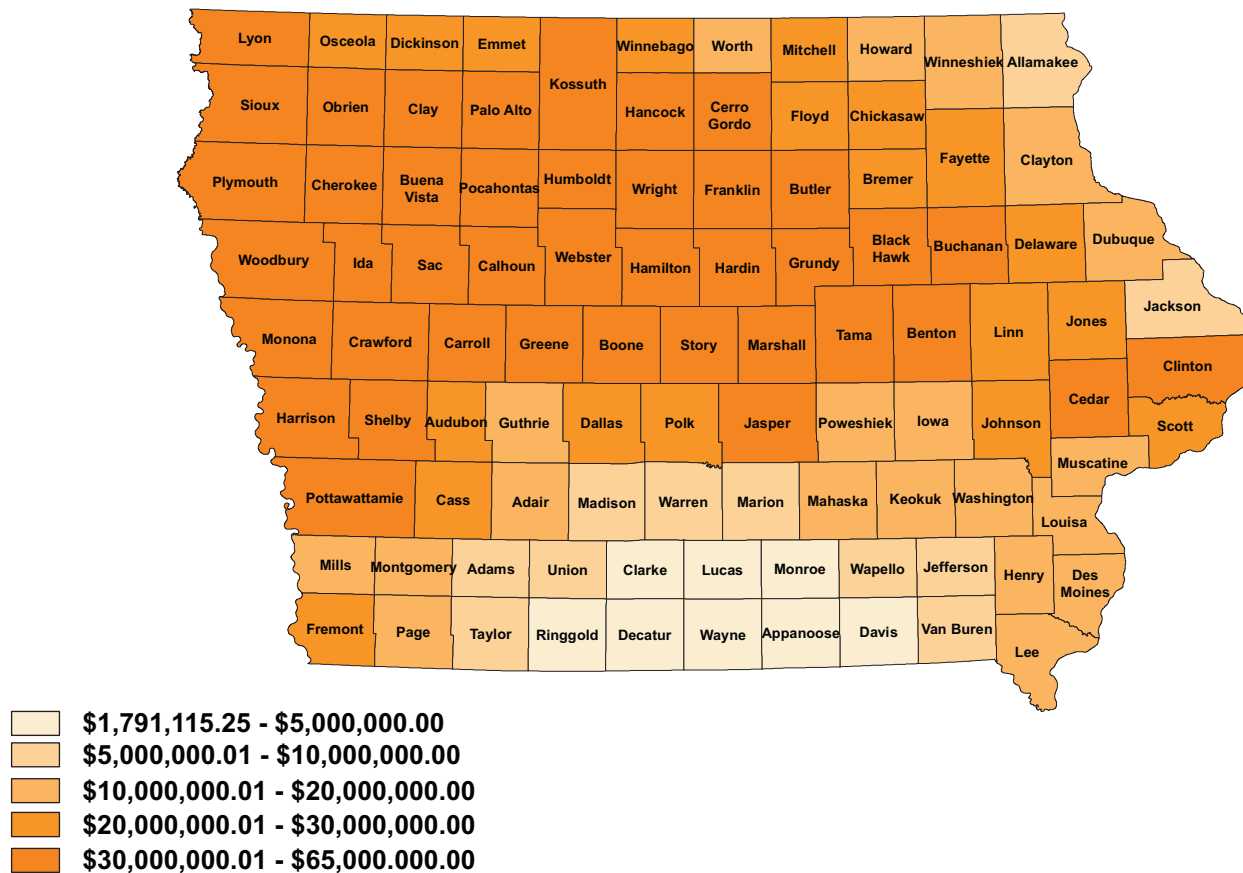 Lyon
Osceola
Dickinson
Emmet
Kossuth
Winnebago
Worth
Mitchell
Howard
Winneshiek
Allamakee
Sioux
Obrien
Clay
Palo Alto
Hancock
Cerro
Gordo
Floyd
Chickasaw
Fayette
Clayton
Plymouth
Cherokee
Buena
Vista
Pocahontas
Humboldt
Wright
Franklin
Butler
Bremer
Woodbury
Ida
Sac
Calhoun
Webster
Hamilton
Hardin
Grundy
Black
Hawk
Buchanan
Delaware
Dubuque
Monona
Crawford
Carroll
Greene
Boone
Story
Marshall
Tama
Benton
Linn
Jones
Jackson
Clinton
Harrison
Shelby
Audubon
Guthrie
Dallas
Polk
Jasper
Poweshiek
Iowa
Johnson
Cedar
Scott
Muscatine
Pottawattamie
Cass
Adair
Madison
Warren
Marion
Mahaska
Keokuk
Washington
Louisa
Mills
Montgomery
Adams
Union
Clarke
Lucas
Monroe
Wapello
Jefferson
Henry
Des
Moines
Fremont
Page
Taylor
Ringgold
Decatur
Wayne
Appanoose
Davis
Van Buren
Lee
$1,791,115.25 - $5,000,000.00
$5,000,000.01 - $10,000,000.00
$10,000,000.01 - $20,000,000.00
$20,000,000.01 - $30,000,000.00
$30,000,000.01 - $65,000.000.00